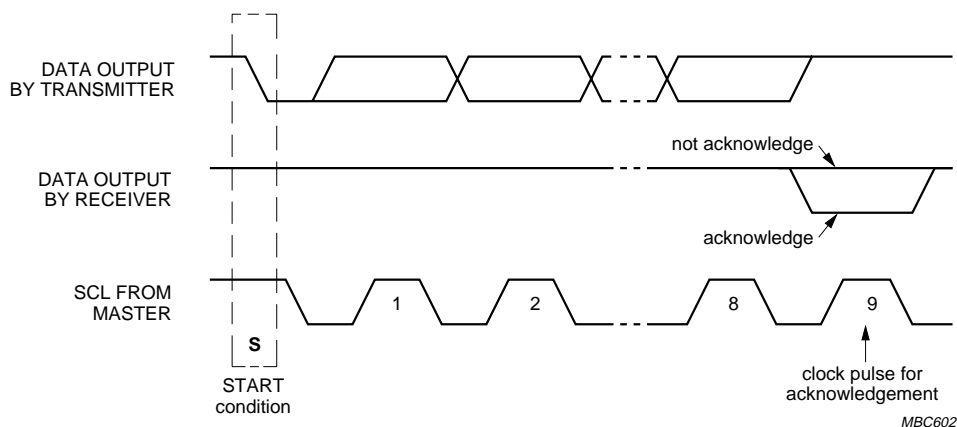 DATA OUTPUT
BY TRANSMITTER
not acknowledge
DATA OUTPUT
BY RECEIVER
acknowledge
SCL FROM
MASTER
1
2
8
9
S
START
condition
clock pulse for
acknowledgement
MBC602